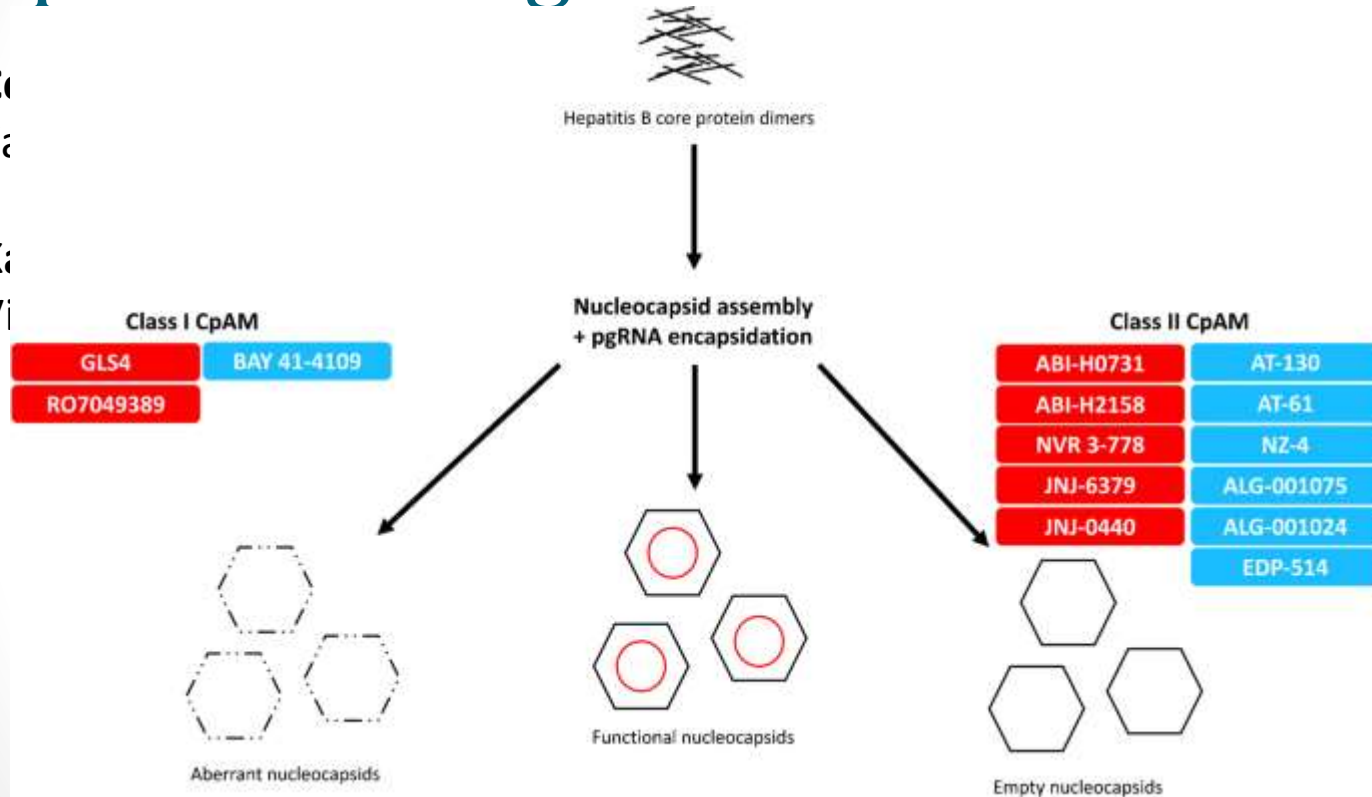 Hepatitis B core protein dimers
Nucleocapsid assembly
+ pgRNA encapsidation
Class I CpAM
GLS4
BAY 41-4109
RO7049389
Class II CpAM
ABI-H0731
AT-130
ABI-H2158
AT-61
NVR 3-778
NZ-4
JNJ-6379
ALG-001075
JNJ-0440
ALG-001024
EDP-514
Aberrant nucleocapsids
Functional nucleocapsids
Empty nucleocapsids